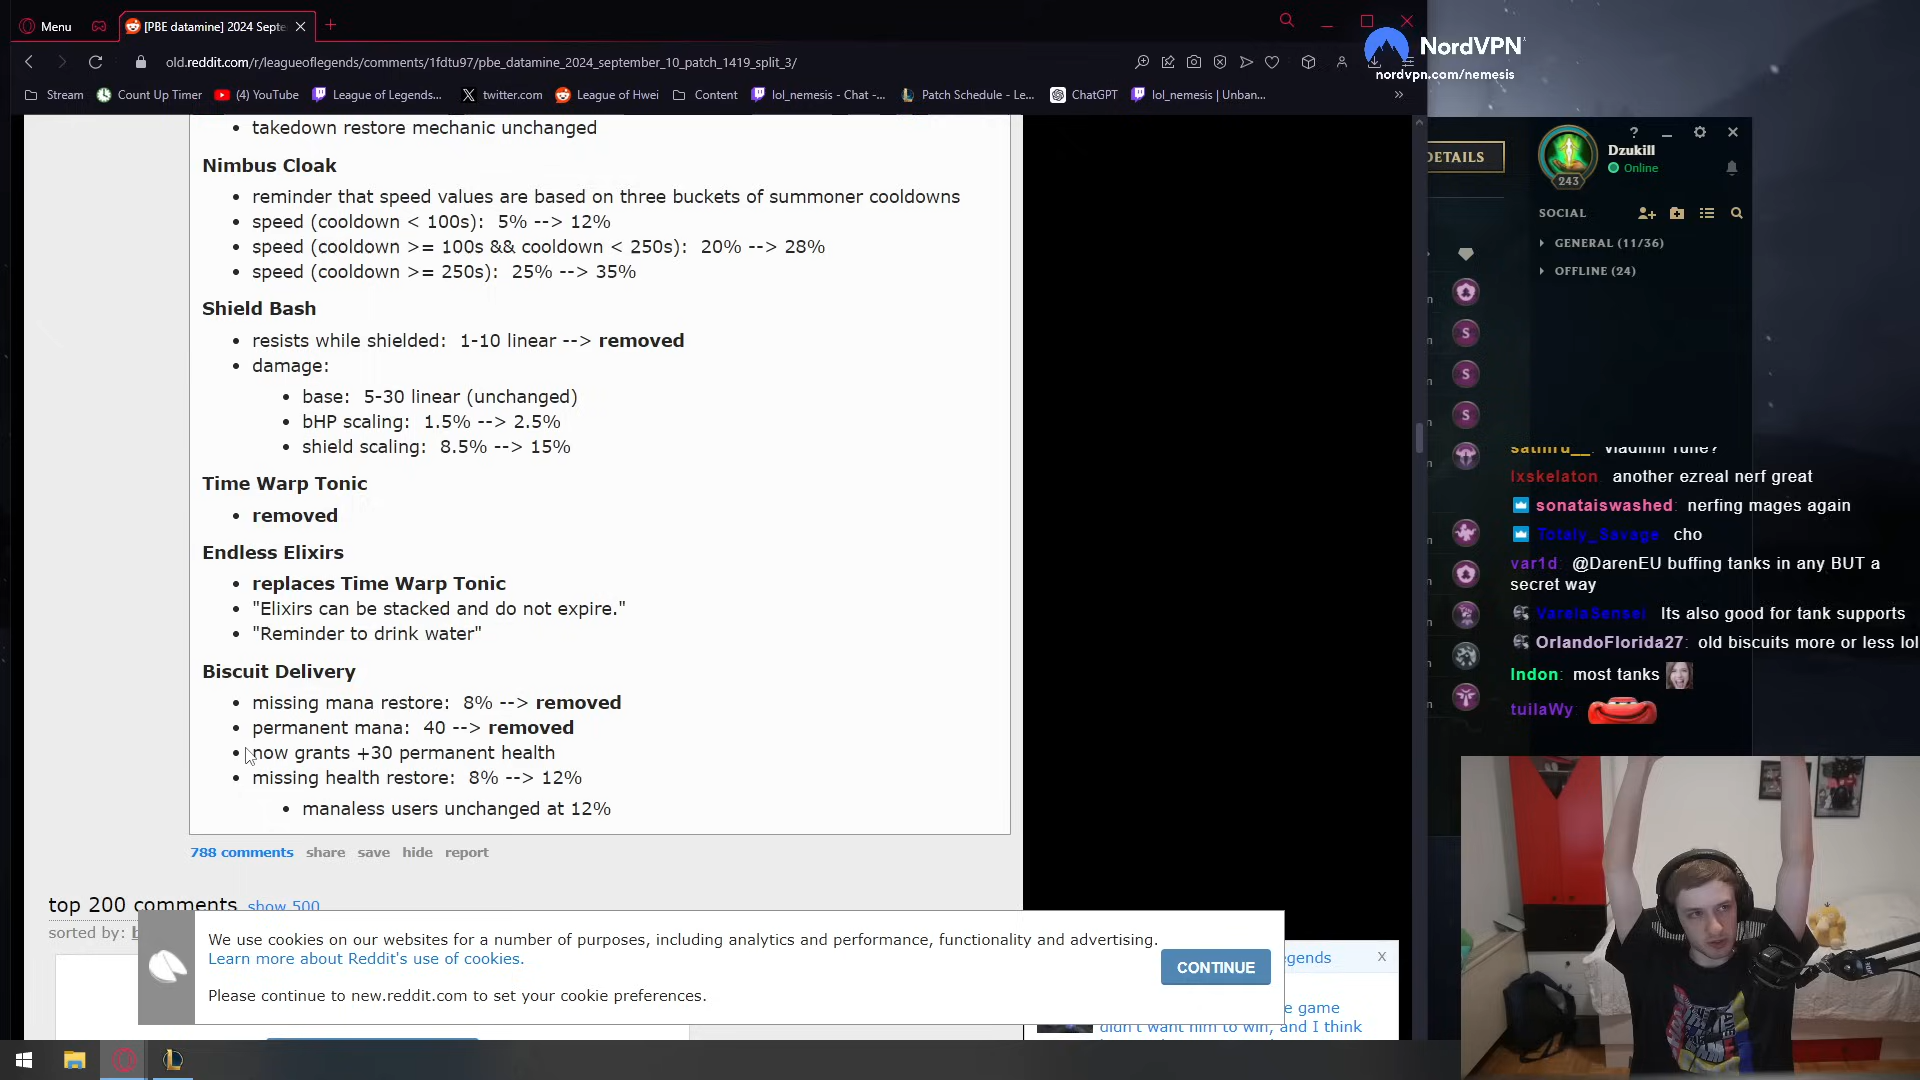 Menu
[PBE datamine] 2024 Septe
old.reddit.com/r/leagueoflegends/comments/1fdtu97/pbe_datamine_2024_september_10_patch_1419_split_3/
Stream
Count Up Timer
(4) YouTube
League of Legends...
twitter.com
League of Hwei
Content
lol_nemesis - Chat -...
Patch Schedule - Le...
ChatGPT
lol_nemesis | Unban...
»
NordVPN
nordvpn.com/nemesis
takedown restore mechanic unchanged
Nimbus Cloak
reminder that speed values are based on three buckets of summoner cooldowns
speed (cooldown < 100s): 5% --> 12%
speed (cooldown >= 100s && cooldown < 250s): 20% --> 28%
speed (cooldown >= 250s): 25% --> 35%
Shield Bash
resists while shielded: 1-10 linear --> removed
damage:
base: 5-30 linear (unchanged)
bHP scaling: 1.5% --> 2.5%
shield scaling: 8.5% --> 15%
Time Warp Tonic
removed
Endless Elixirs
replaces Time Warp Tonic
"Elixirs can be stacked and do not expire."
"Reminder to drink water"
Biscuit Delivery
missing mana restore: 8% --> removed
permanent mana: 40 --> removed
now grants +30 permanent health
missing health restore: 8% --> 12%
manaless users unchanged at 12%
788 comments share save hide report
top 200 comments show 500
sorted by:
We use cookies on our websites for a number of purposes, including analytics and performance, functionality and advertising.
Learn more about Reddit's use of cookies.
Please continue to new.reddit.com to set your cookie preferences.
CONTINUE
egends
X
e game
didn't want him to win, and I think
DETAILS
Dzukill
Online
243
SOCIAL
GENERAL (11/36)
OFFLINE (24)
S
S
S
lxskelaton: another ezreal nerf great
sonataiswashed: nerfing mages again
Totaly_Savage: cho
var1d: @DarenEU buffing tanks in any BUT a
secret way
VarelaSensei: Its also good for tank supports
OrlandoFlorida27: old biscuits more or less lol
Indon: most tanks
tuilaWy: